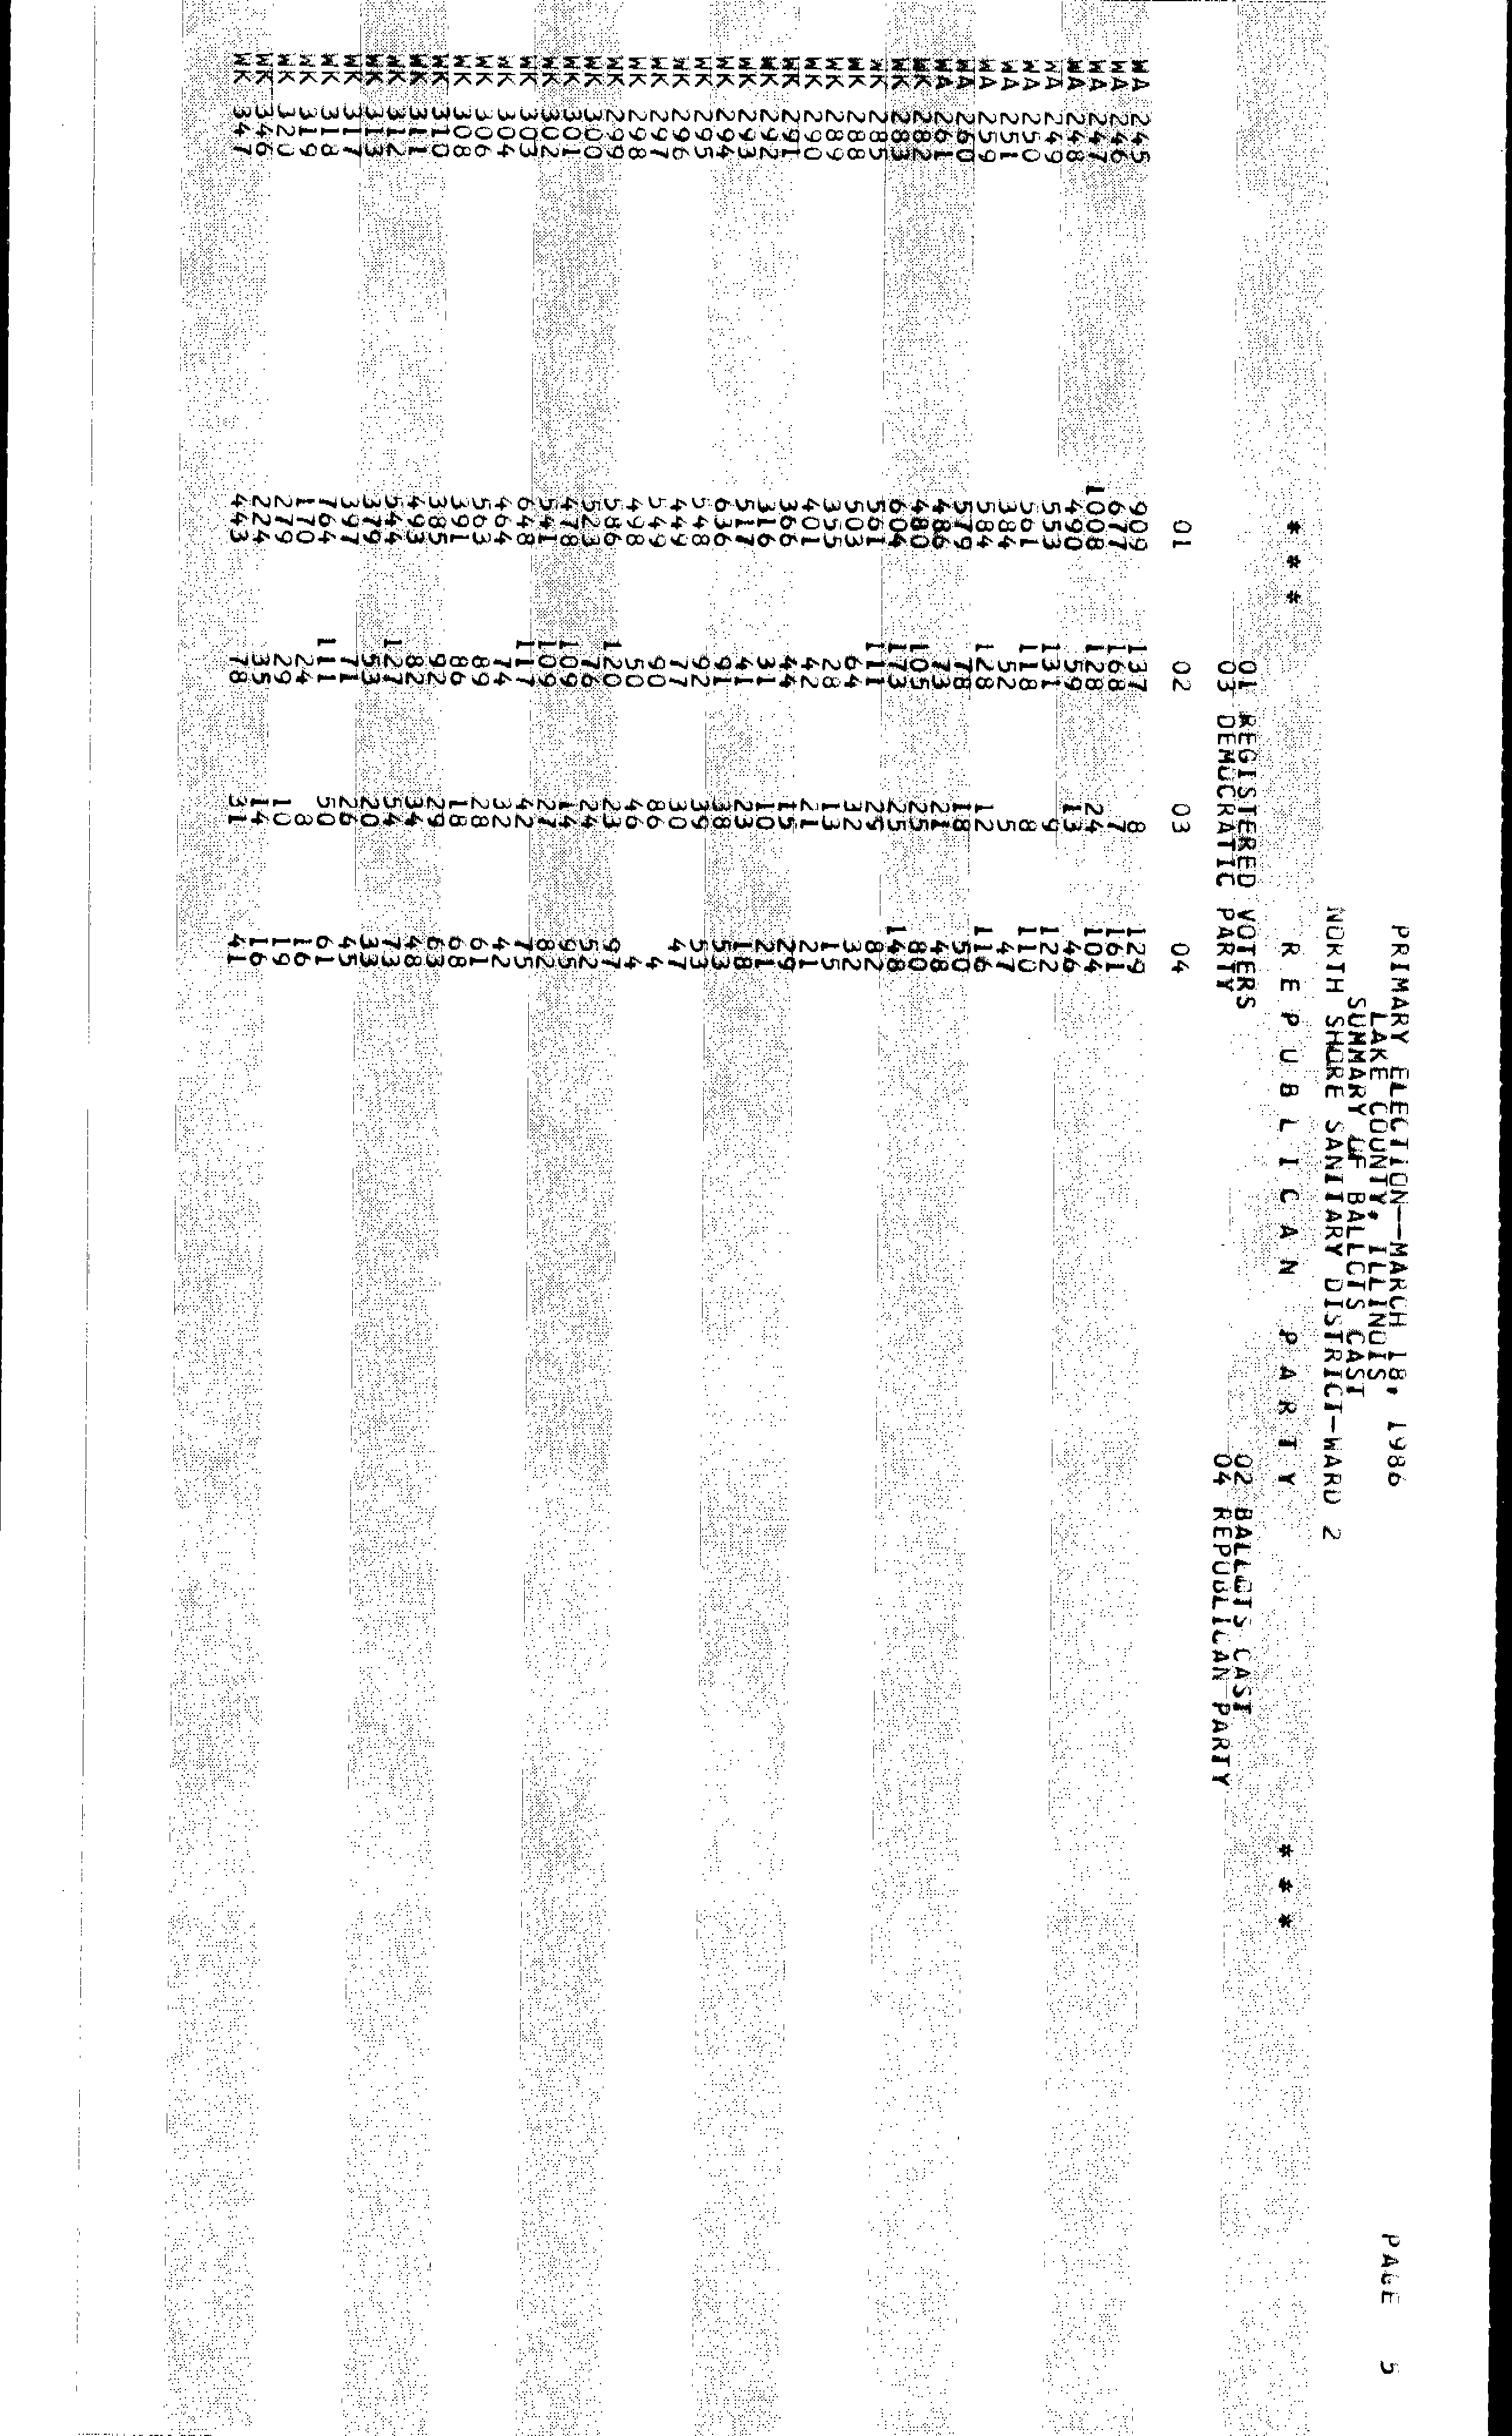 PRIMARY ELECTION--MARCH 18, 1986 PAGE 5
LAKE COUNTY, ILLINOIS
SUMMARY OF BALLOTS CAST
NORTH SHORE SANITARY DISTRICT-WARD 2
* * * R E P U B L I C A N P A R T Y * * *
01 REGISTERED VOTERS 02 BALLOTS CAST
03 DEMOCRATIC PARTY 04 REPUBLICAN PARTY
01 02 03 04
WA 245 909 137 8 129
WA 246 677 168 7 161
WA 247 1008 128 24 104
WA 248 490 59 13 46
WA 249 553 131 9 122
WA 250 561 118 8 110
WA 251 384 52 5 47
WA 259 584 128 12 116
WA 260 579 78 18 50
WA 261 486 73 21 48
WK 282 480 105 25 80
WK 283 604 173 25 148
WK 285 561 111 29 82
WK 288 503 64 32 32
WK 289 355 28 13 15
WK 290 401 42 21 21
WK 291 366 44 15 29
WK 292 316 31 10 21
WK 293 517 41 23 18
WK 294 636 91 38 53
WK 295 548 92 39 53
WK 296 449 77 30 47
WK 297 549 90 86 4
WK 298 498 50 46 4
WK 299 586 120 23 97
WK 300 523 76 24 52
WK 301 478 109 14 95
WK 302 541 109 27 82
WK 303 648 117 42 75
WK 304 464 74 32 42
WK 306 563 89 28 61
WK 308 391 86 18 68
WK 310 385 92 29 63
WK 311 493 82 34 48
WK 312 544 127 54 73
WK 313 379 53 20 33
WK 317 397 71 26 45
WK 318 764 111 50 61
WK 319 170 24 8 16
WK 320 279 29 10 19
WK 346 224 35 14 16
WK 347 443 78 31 41